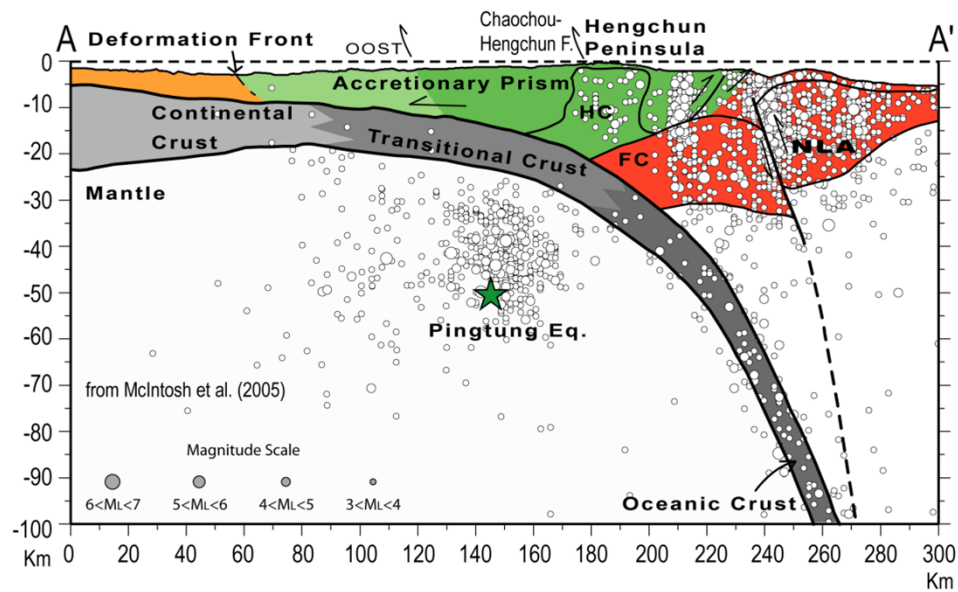 A
A'
Deformation Front
OOST
Chaochou-
Hengchun F.
Hengchun
Peninsula
Accretionary Prism
HC
Continental
Crust
Transitional Crust
FC
NLA
Mantle
Pingtung Eq.
from McIntosh et al. (2005)
Magnitude Scale
6<ML<7
5<ML<6
4<ML<5
3<ML<4
Oceanic Crust
0
-10
-20
-30
-40
-50
-60
-70
-80
-90
-100
Km
0
20
40
60
80
100
120
140
160
180
200
220
240
260
280
300
Km